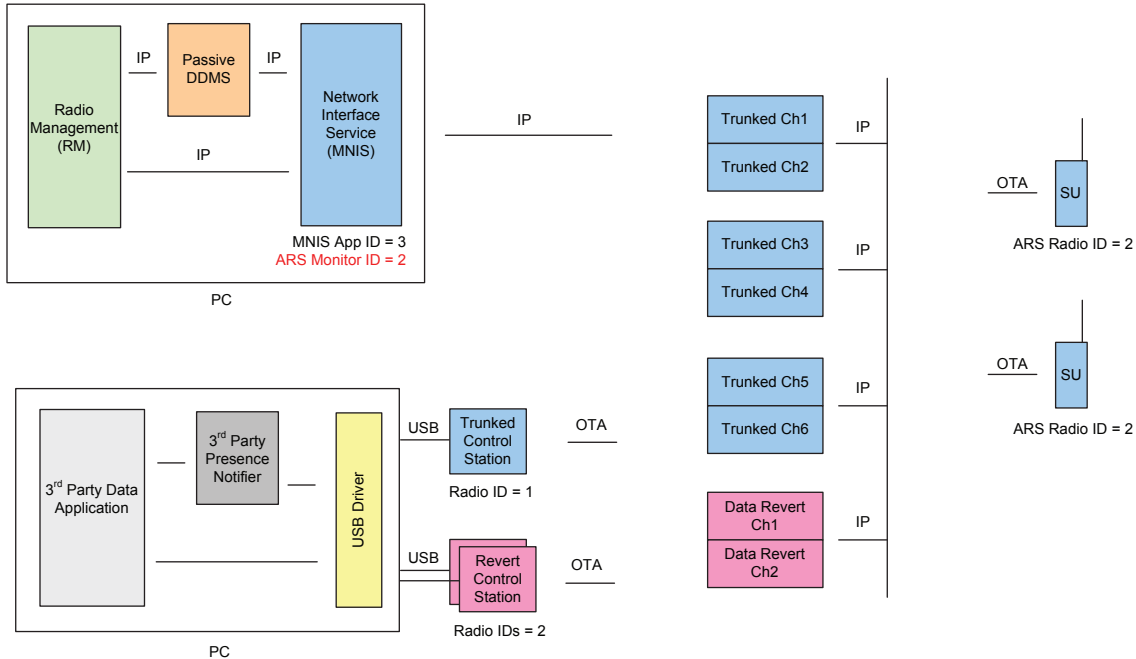 Radio
Management
(RM)
IP
Passive
DDMS
IP
Network
Interface
Service
(MNIS)
IP
MNIS App ID = 3
ARS Monitor ID = 2
PC
IP
3rd Party Data
Application
3rd Party
Presence
Notifier
USB Driver
USB
Trunked
Control
Station
OTA
Radio ID = 1
USB
Revert
Control
Station
OTA
Radio IDs = 2
PC
Trunked Ch1
Trunked Ch2
IP
Trunked Ch3
Trunked Ch4
IP
Trunked Ch5
Trunked Ch6
IP
Data Revert
Ch1
Data Revert
Ch2
IP
OTA
SU
ARS Radio ID = 2
OTA
SU
ARS Radio ID = 2